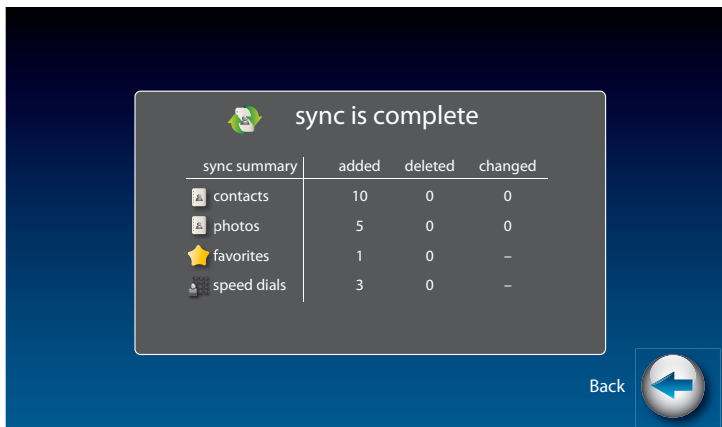 sync is complete
sync summary added deleted changed
contacts 10 0 0
photos 5 0 0
favorites 1 0 –
speed dials 3 0 –
Back